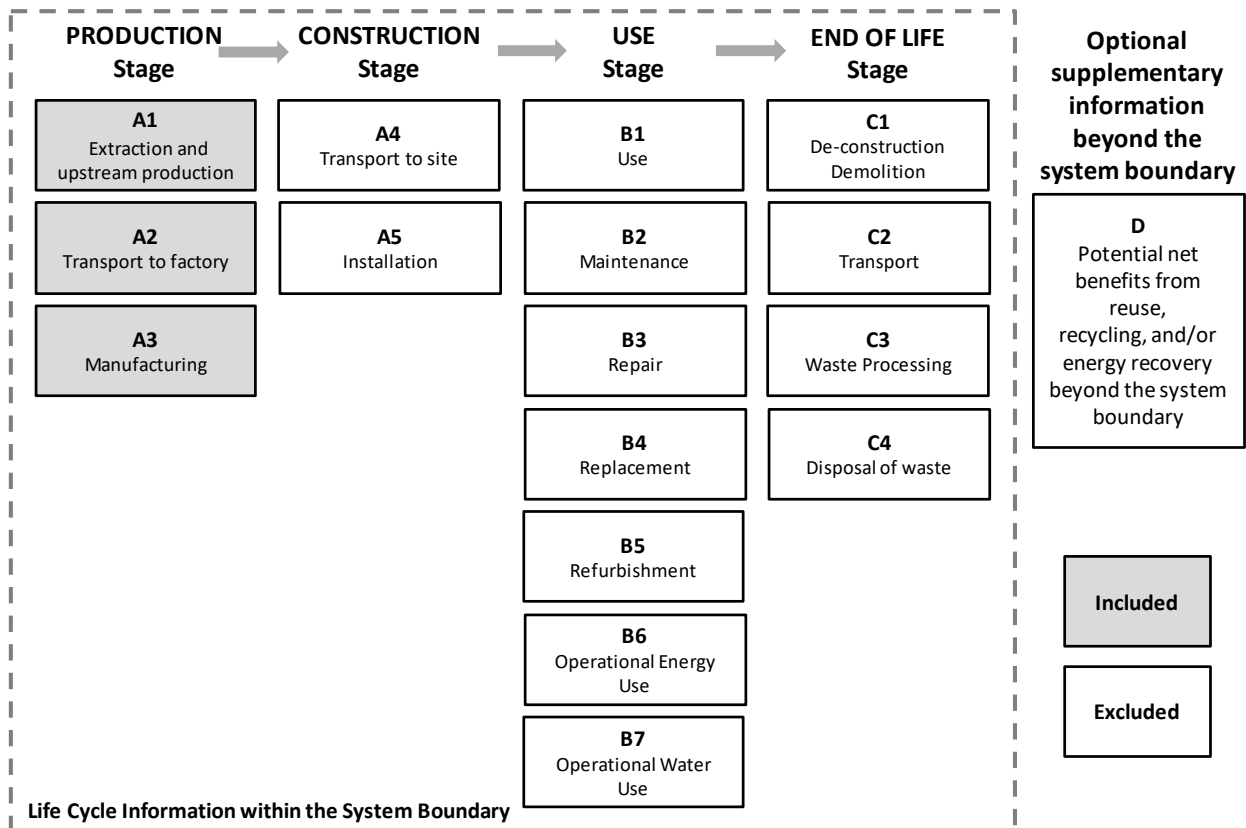 PRODUCTION
Stage
CONSTRUCTION
Stage
USE
Stage
END OF LIFE
Stage
A1
Extraction and
upstream production
A2
Transport to factory
A3
Manufacturing
A4
Transport to site
A5
Installation
B1
Use
B2
Maintenance
B3
Repair
B4
Replacement
B5
Refurbishment
B6
Operational Energy
Use
B7
Operational Water
Use
C1
De-construction
Demolition
C2
Transport
C3
Waste Processing
C4
Disposal of waste
Life Cycle Information within the System Boundary
Optional
supplementary
information
beyond the
system boundary
D
Potential net
benefits from
reuse,
recycling, and/or
energy recovery
beyond the system
boundary
Included
Excluded